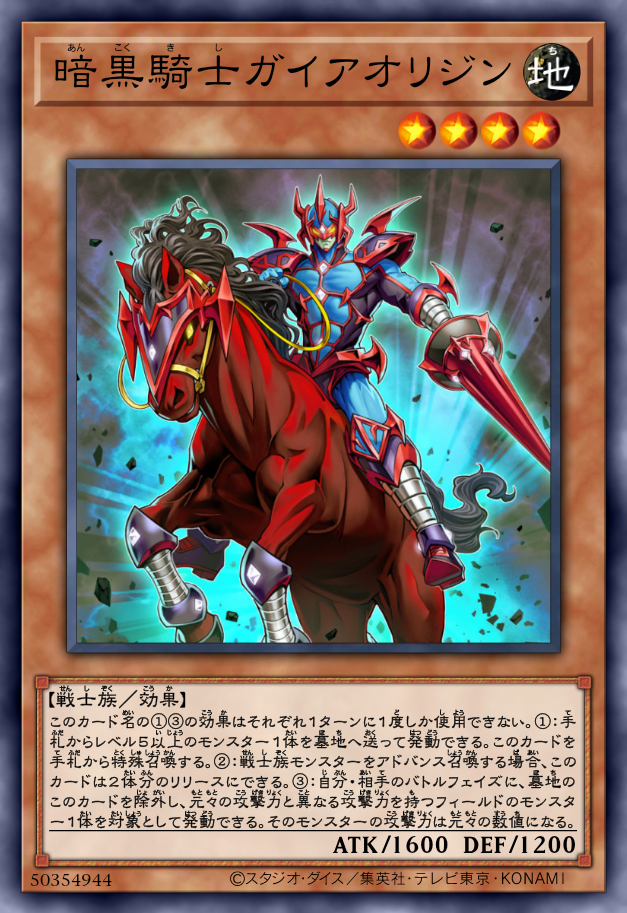 暗黒騎士ガイアオリジン
地
【戦士族/効果】
このカード名の①③の効果はそれぞれ1ターンに1度しか使用できない。①:手
札からレベル5以上のモンスター1体を墓地へ送って発動できる。このカードを
手札から特殊召喚する。②:戦士族モンスターをアドバンス召喚する場合、この
カードは2体分のリリースにできる。③:自分・相手のバトルフェイズに、墓地の
このカードを除外し、元々の攻撃力と異なる攻撃力を持つフィールドのモンスタ
ー1体を対象として発動できる。そのモンスターの攻撃力は元々の数値になる。
ATK/1600 DEF/1200
50354944 ©スタジオ・ダイス/集英社・テレビ東京・KONAMI